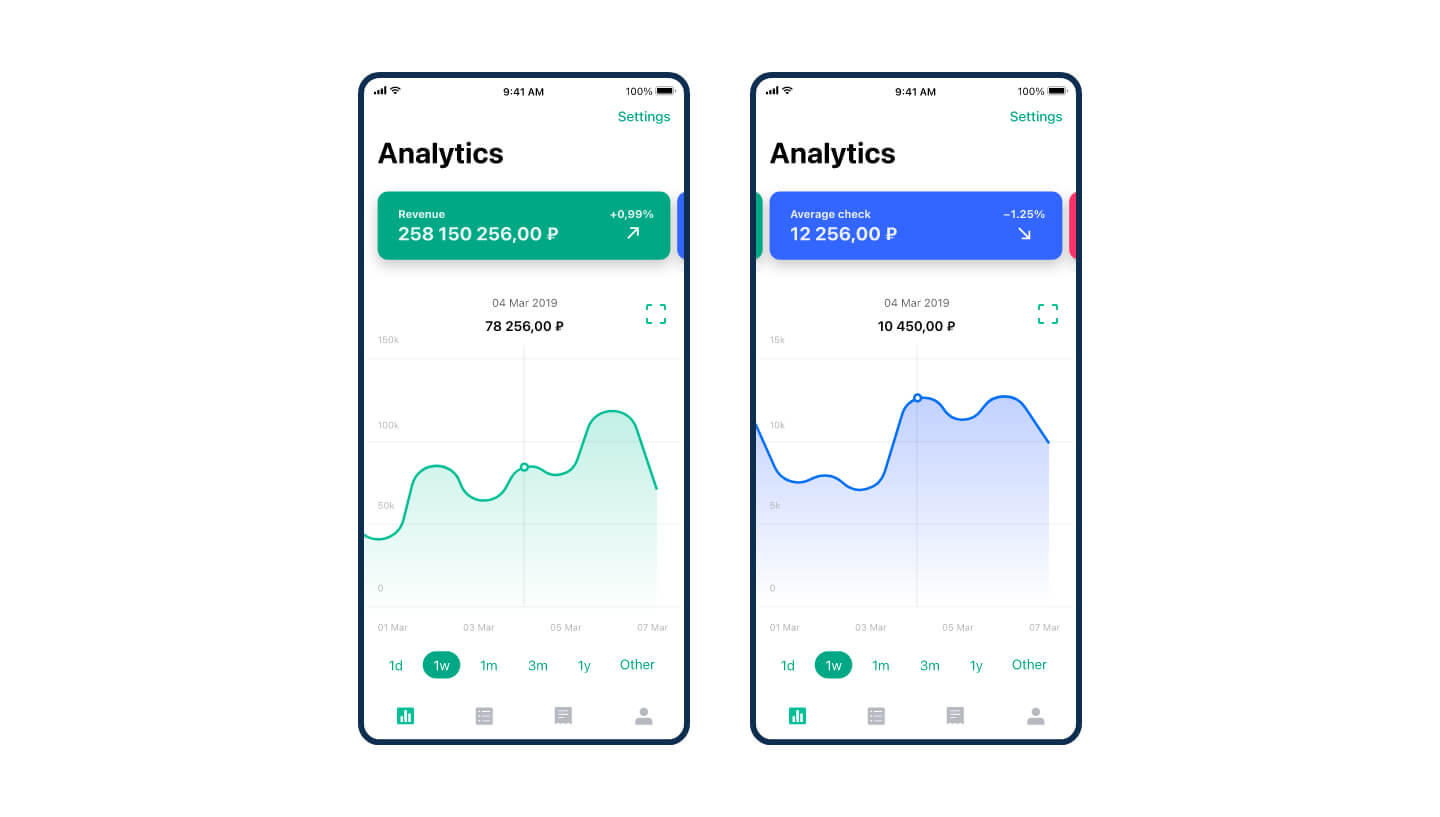 9:41 AM
100%
Settings
Analytics
Revenue
+0,99%
258 150 256,00 ₽
04 Mar 2019
78 256,00 ₽
150k
100k
50k
0
01 Mar
03 Mar
05 Mar
07 Mar
1d
1w
1m
3m
1y
Other
9:41 AM
100%
Settings
Analytics
Average check
−1.25%
12 256,00 ₽
04 Mar 2019
10 450,00 ₽
15k
10k
5k
0
01 Mar
03 Mar
05 Mar
07 Mar
1d
1w
1m
3m
1y
Other